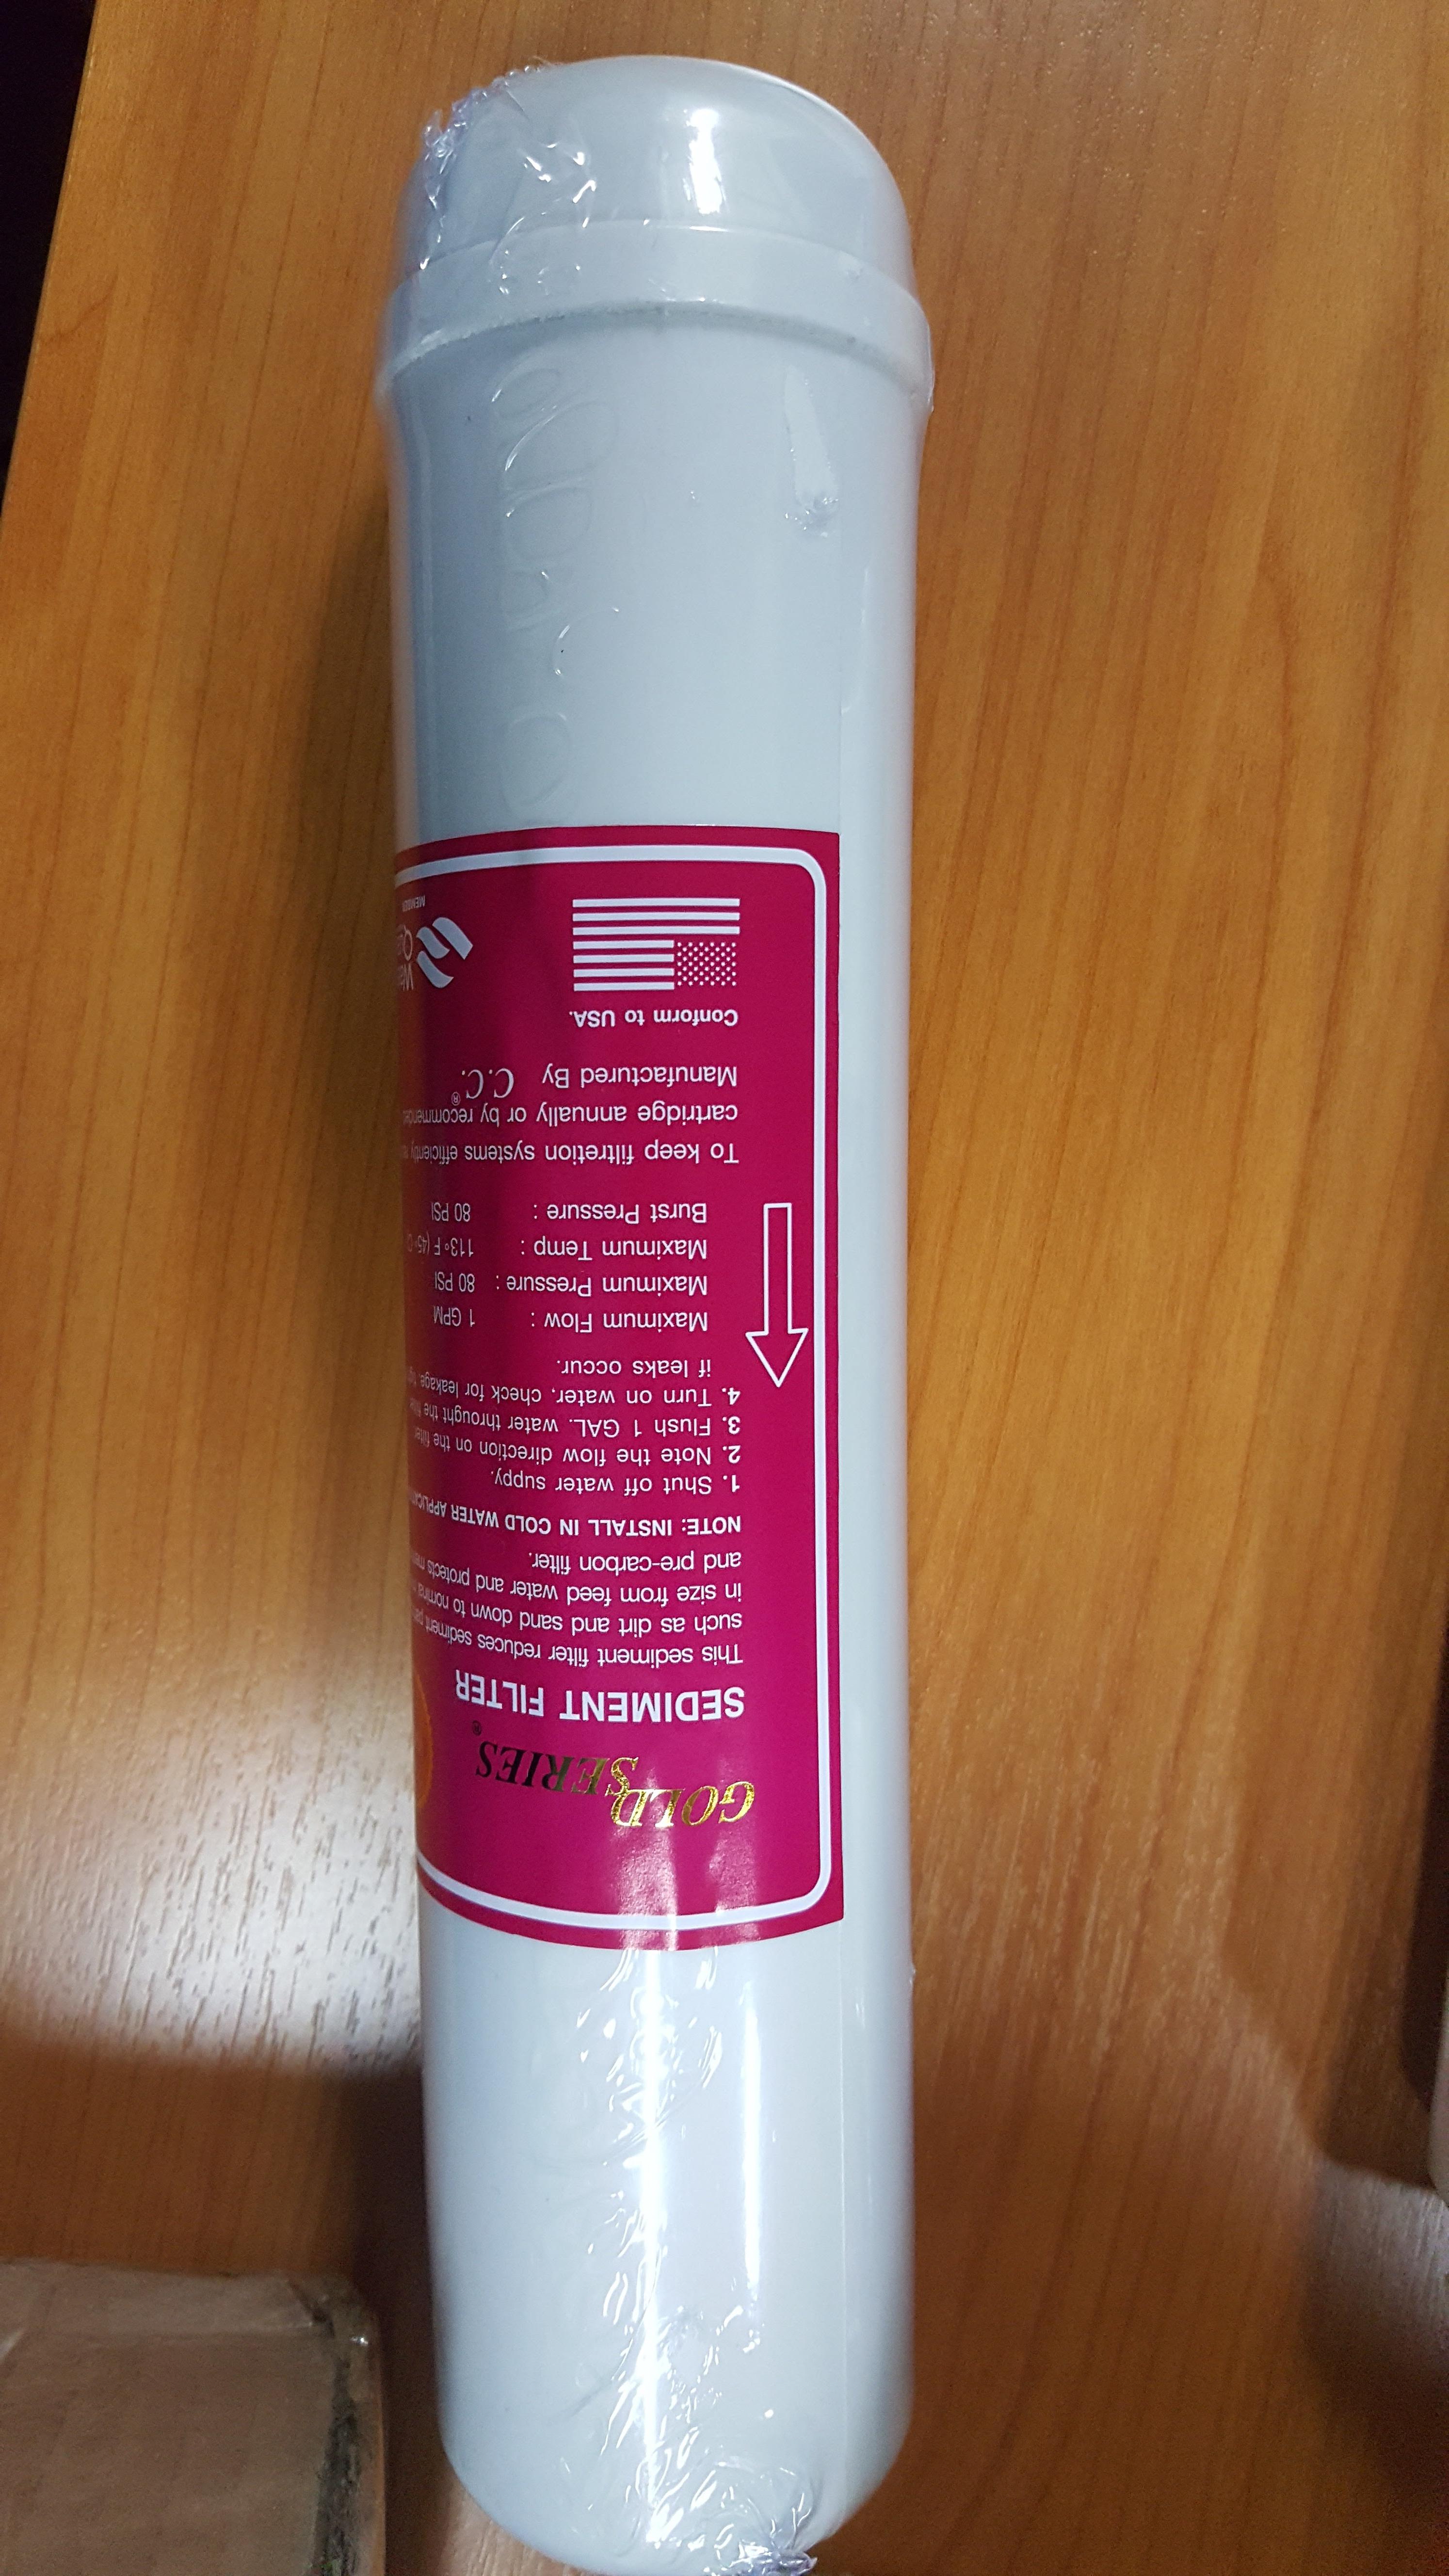 GOLD
SERIES®
SEDIMENT FILTER
This sediment filter reduces sediment
such as dirt and sand down to
in size from feed water and protects
and pre-carbon filter.
NOTE: INSTALL IN COLD WATER
1. Shut off water suppy.
2. Note the flow direction on the filter
3. Flush 1 GAL. water throught the
4. Turn on water, check for leakage,
if leaks occur.
Maximum Flow : 1 GPM
Maximum Pressure : 80 PSI
Maximum Temp : 113°F (45°
Burst Pressure : 80 PSI
To keep filtretion systems efficiently
cartridge annually or by
Manufactured By C.C.®
Conform to USA.